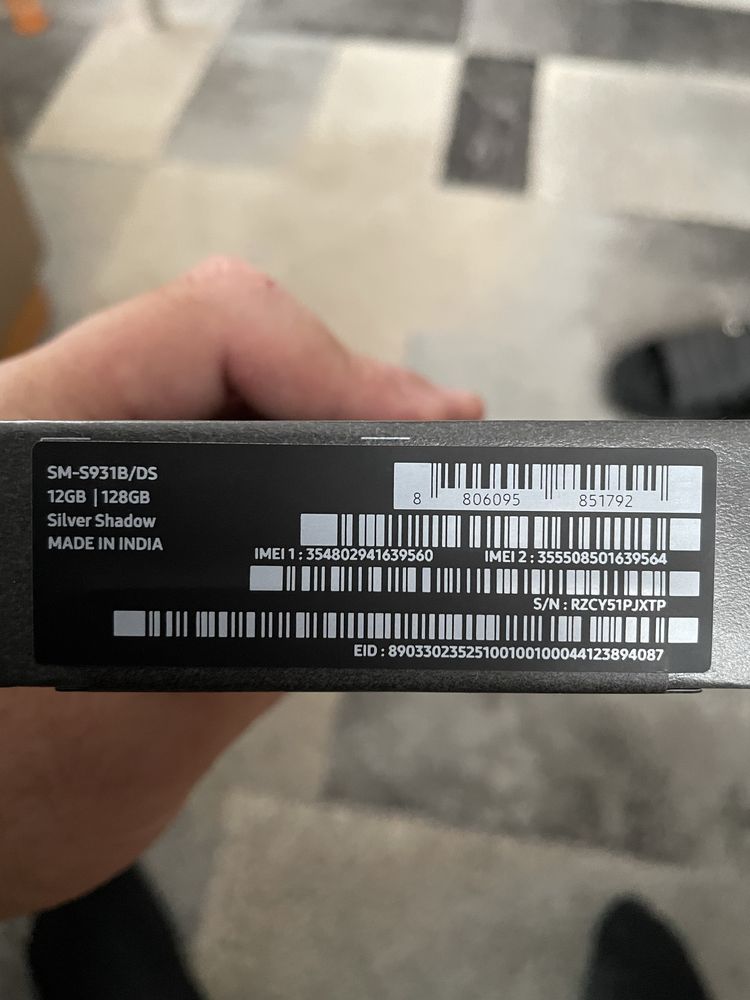 SM-S931B/DS
12GB | 128GB
Silver Shadow
MADE IN INDIA
8 806095 851792
IMEI 1 : 354802941639560 IMEI 2 : 355508501639564
S/N : RZCY51PJXTP
EID : 89033023525100100100044123894087